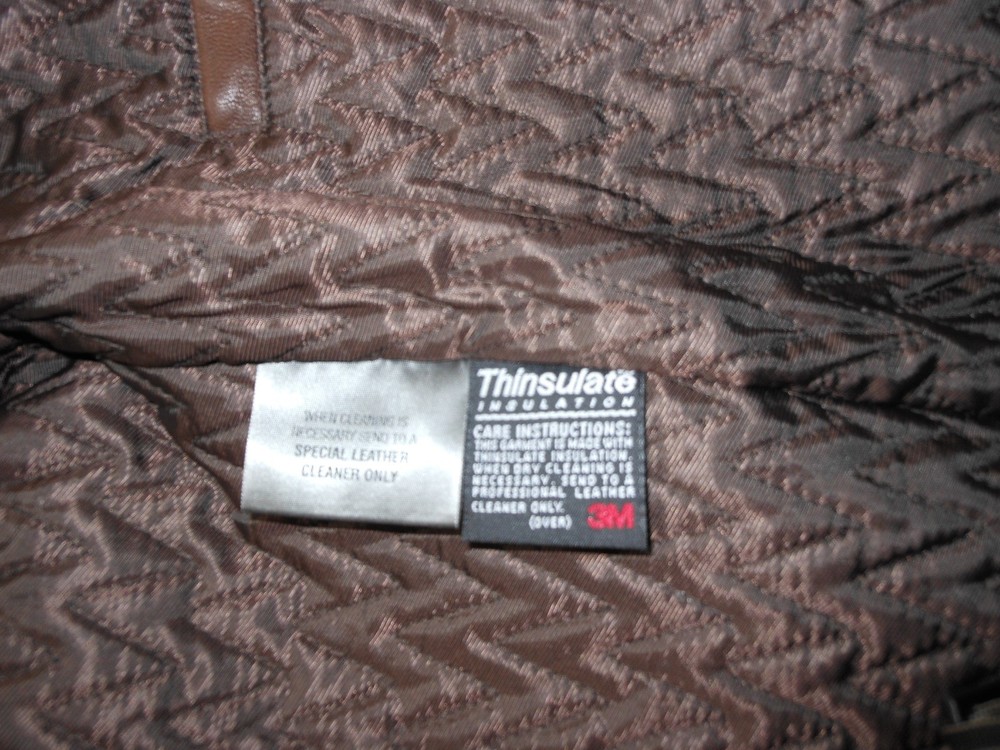 WHEN CLEANING IS
NECESSARY SEND TO A
SPECIAL LEATHER
CLEANER ONLY
Thinsulate
INSULATION
CARE INSTRUCTIONS:
THIS GARMENT IS MADE WITH
THINSULATE INSULATION.
WHEN DRY CLEANING IS
NECESSARY, SEND TO A
PROFESSIONAL LEATHER
CLEANER ONLY.
(OVER)
3M